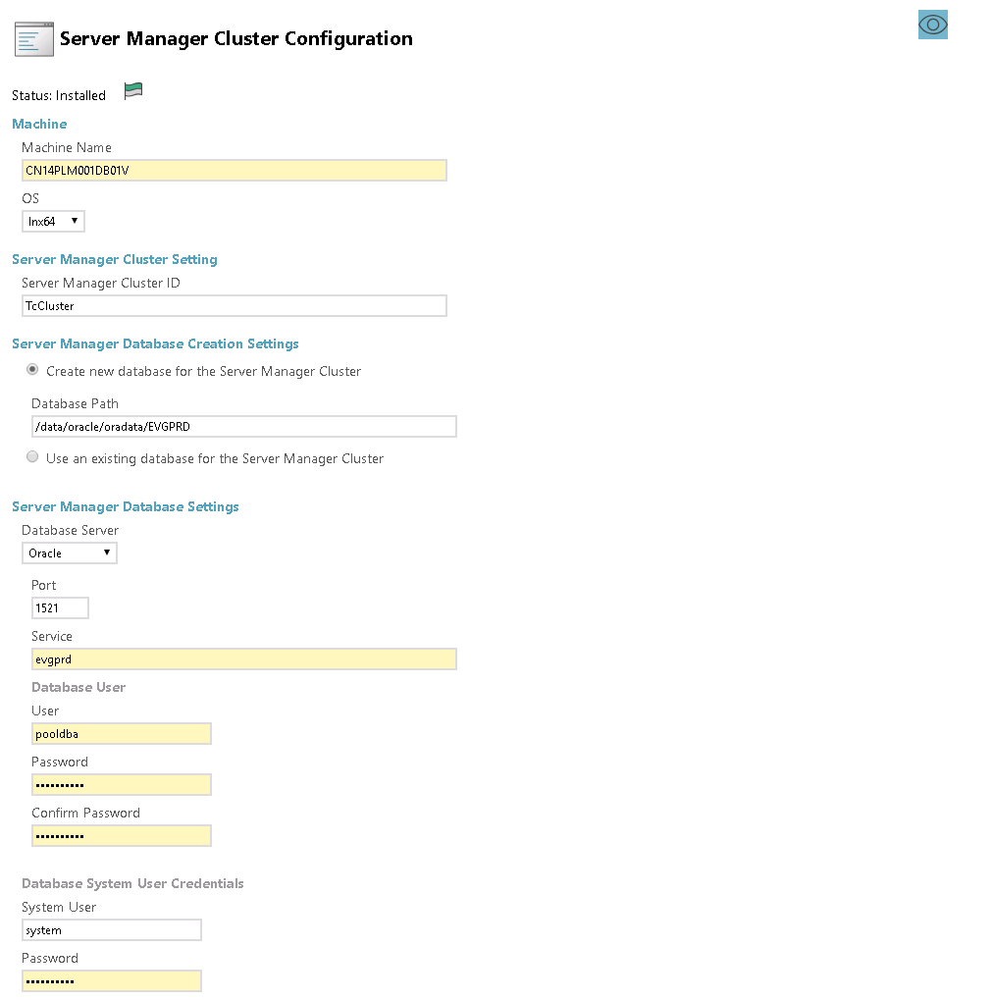 Server Manager Cluster Configuration
Status: Installed
Machine
Machine Name
CN14PLM001DB01V
OS
lnx64
Server Manager Cluster Setting
Server Manager Cluster ID
TcCluster
Server Manager Database Creation Settings
Create new database for the Server Manager Cluster
Database Path
/data/oracle/oradata/EVGPRD
Use an existing database for the Server Manager Cluster
Server Manager Database Settings
Database Server
Oracle
Port
1521
Service
evgprd
Database User
User
pooldba
Password
••••••••••
Confirm Password
••••••••••
Database System User Credentials
System User
system
Password
••••••••••